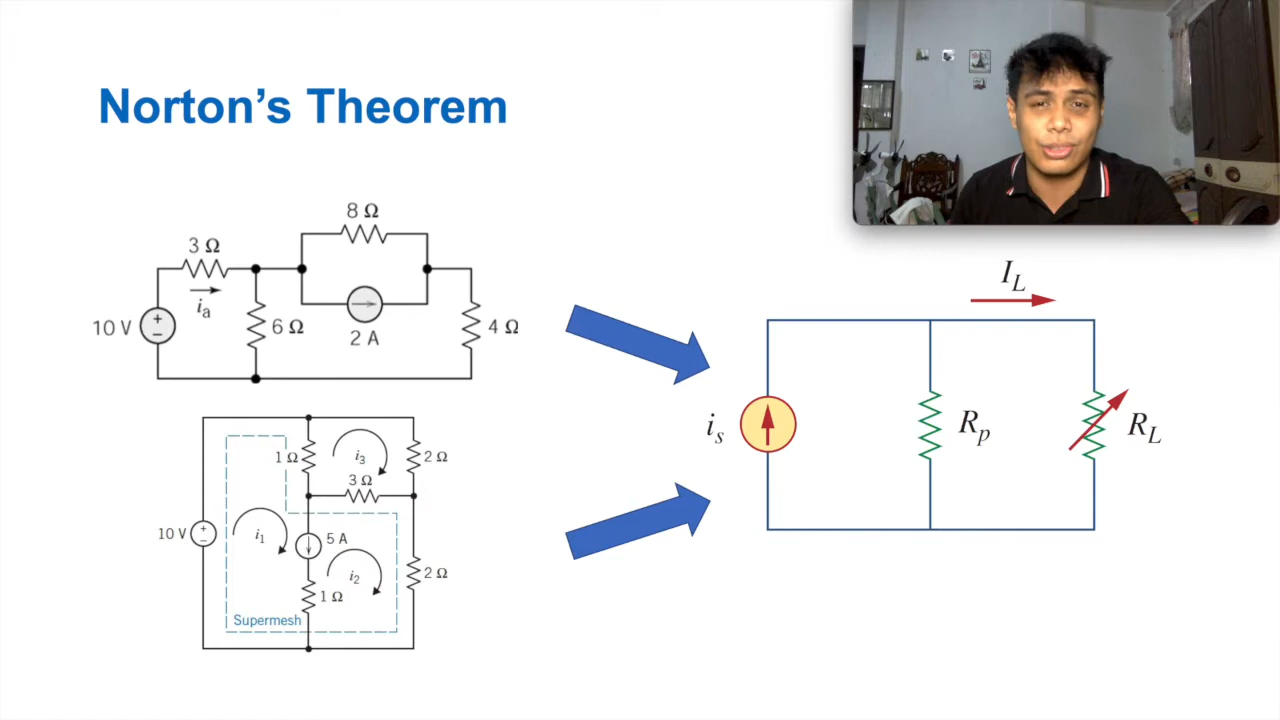 Norton's Theorem
8 Ω
3 Ω
i_a
10 V
6 Ω
2 A
4 Ω
1 Ω
i_3
2 Ω
3 Ω
10 V
i_1
5 A
i_2
2 Ω
1 Ω
Supermesh
I_L
i_s
R_p
R_L